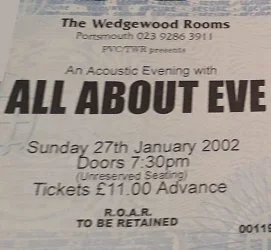 The Wedgewood Rooms
Portsmouth 023 9286 3911
PVC/TWR presents
An Acoustic Evening with
ALL ABOUT EVE
Sunday 27th January 2002
Doors 7:30pm
(Unreserved Seating)
Tickets £11.00 Advance
R.O.A.R.
TO BE RETAINED
00119